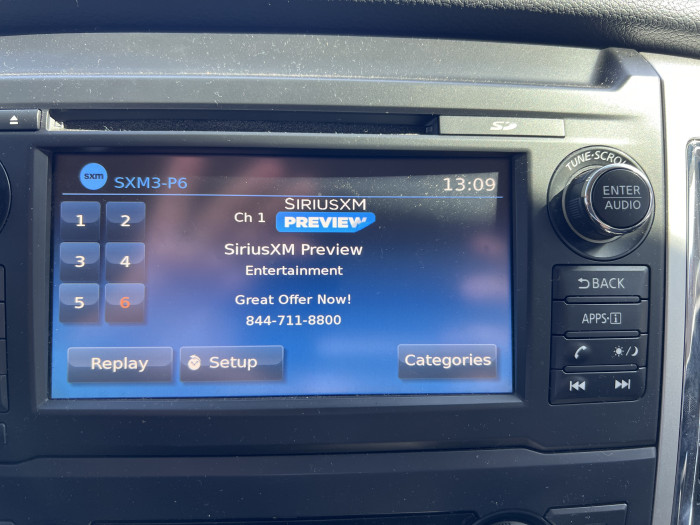 SD
sxm SXM3-P6 13:09
TUNE·SCROLL
ENTER
AUDIO
1 2
Ch 1 SIRIUSXM
PREVIEW
3 4
SiriusXM Preview
Entertainment
5 6
Great Offer Now!
844-711-8800
Replay Setup Categories
BACK
APPS·i